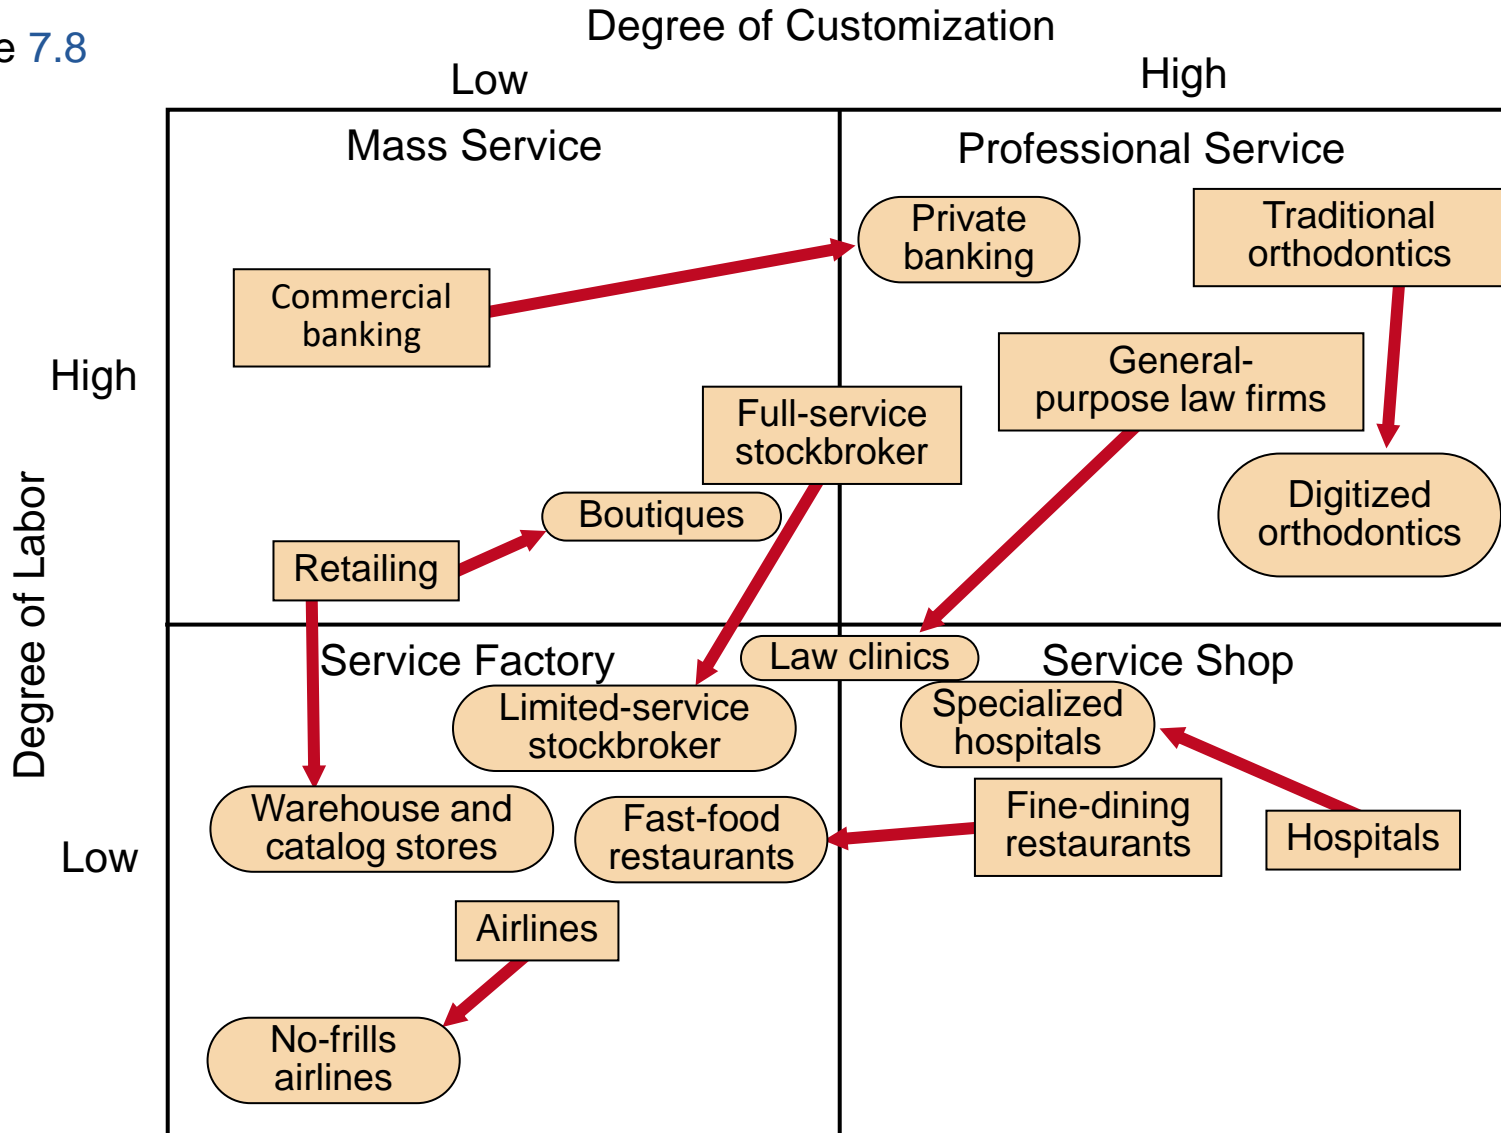 Degree of Customization
e 7.8
Low
High
Mass Service
Professional Service
Private
banking
Traditional
orthodontics
Commercial
banking
High
General-
purpose law firms
Full-service
stockbroker
Digitized
orthodontics
Boutiques
Retailing
Degree of Labor
Service Factory
Law clinics
Service Shop
Limited-service
stockbroker
Specialized
hospitals
Warehouse and
catalog stores
Fast-food
restaurants
Fine-dining
restaurants
Hospitals
Low
Airlines
No-frills
airlines